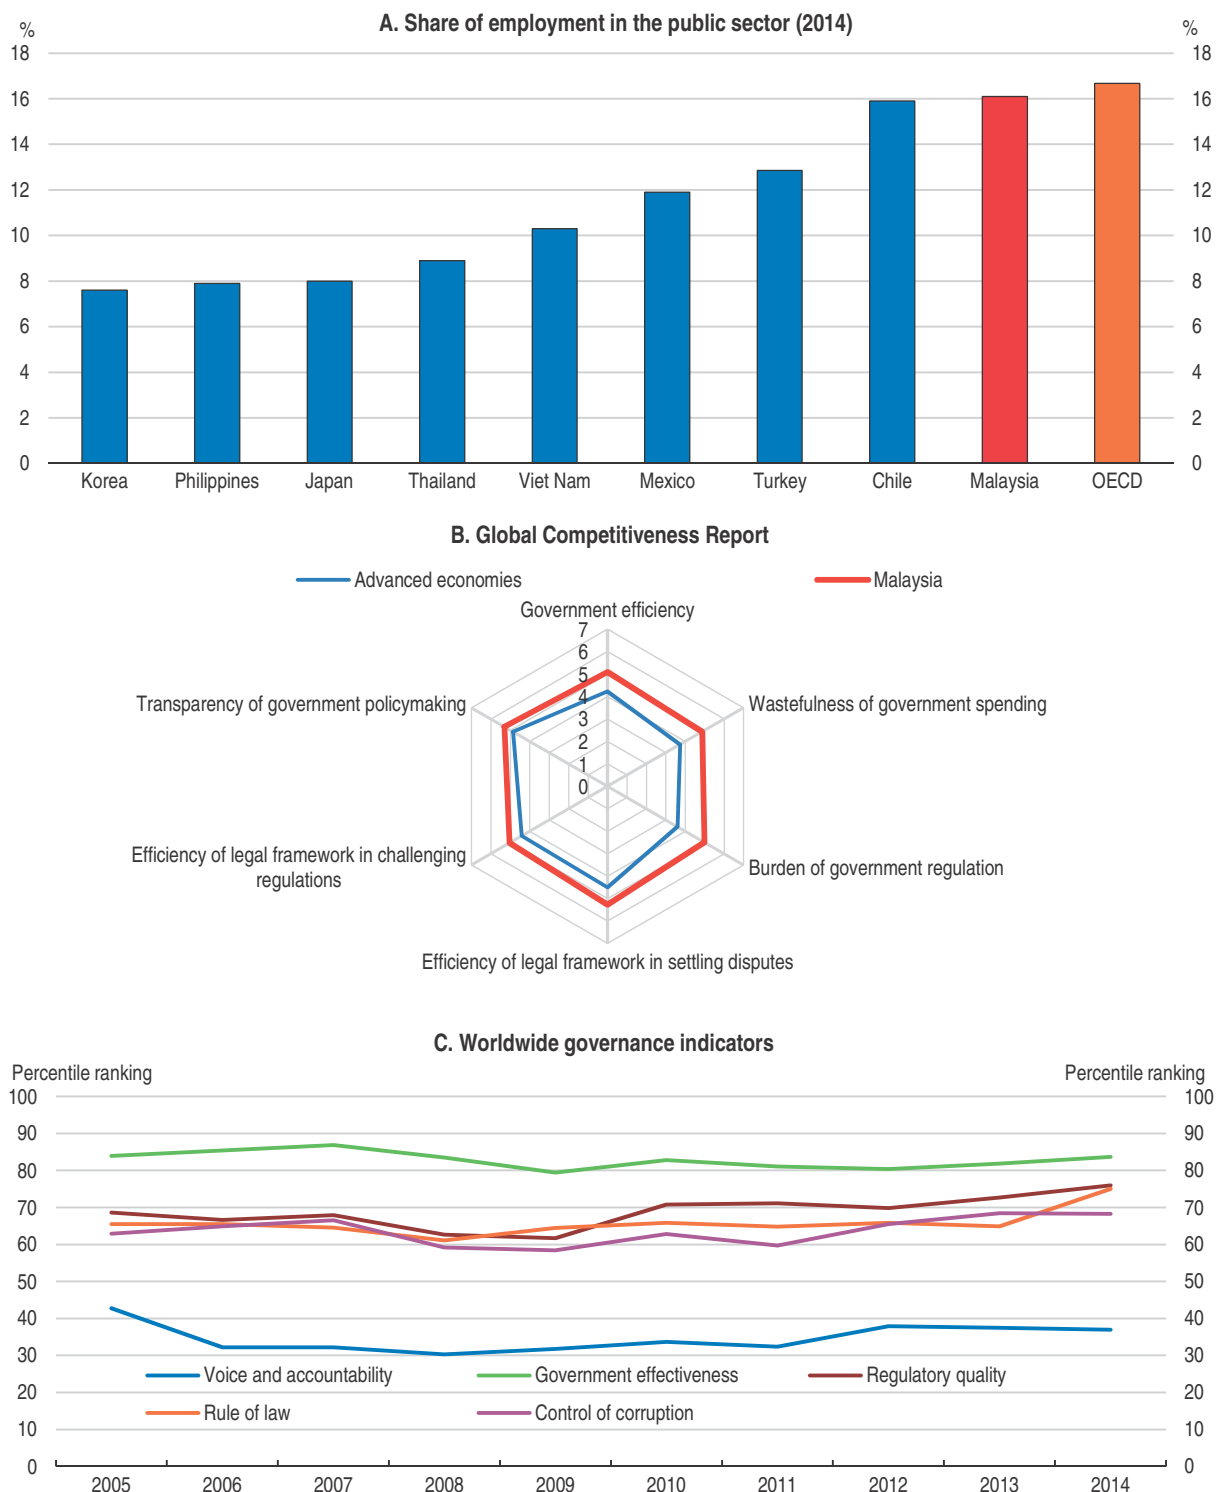 A. Share of employment in the public sector (2014)
% %
18 18
16 16
14 14
12 12
10 10
8 8
6 6
4 4
2 2
0 0
Korea Philippines Japan Thailand Viet Nam Mexico Turkey Chile Malaysia OECD
B. Global Competitiveness Report
Advanced economies Malaysia
Government efficiency
7
6
5
4
3
2
1
0
Transparency of government policymaking
Wastefulness of government spending
Efficiency of legal framework in challenging
regulations
Burden of government regulation
Efficiency of legal framework in settling disputes
C. Worldwide governance indicators
Percentile ranking Percentile ranking
100 100
90 90
80 80
70 70
60 60
50 50
40 40
30 30
Voice and accountability Government effectiveness Regulatory quality
20 20
Rule of law Control of corruption
10 10
0 0
2005 2006 2007 2008 2009 2010 2011 2012 2013 2014